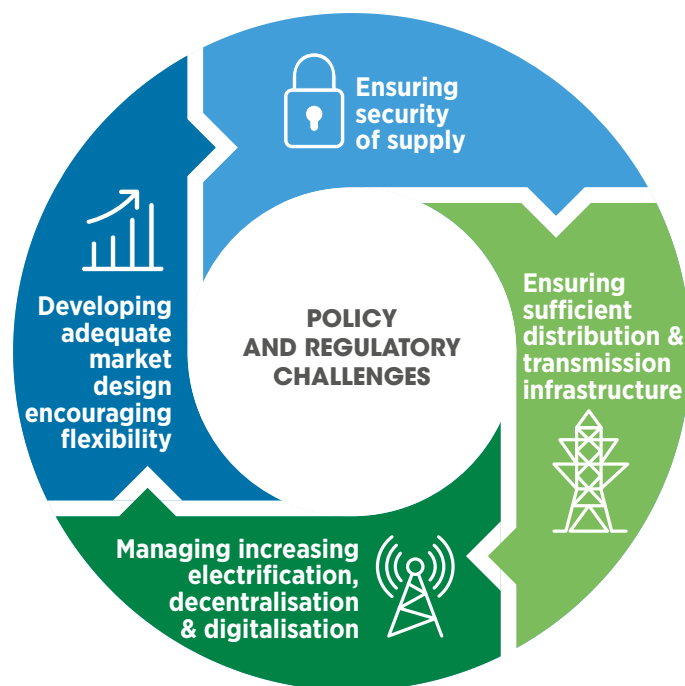 Ensuring
security
of supply
Ensuring
sufficient
distribution &
transmission
infrastructure
Managing increasing
electrification,
decentralisation
& digitalisation
Developing
adequate
market
design
encouraging
flexibility
POLICY
AND REGULATORY
CHALLENGES